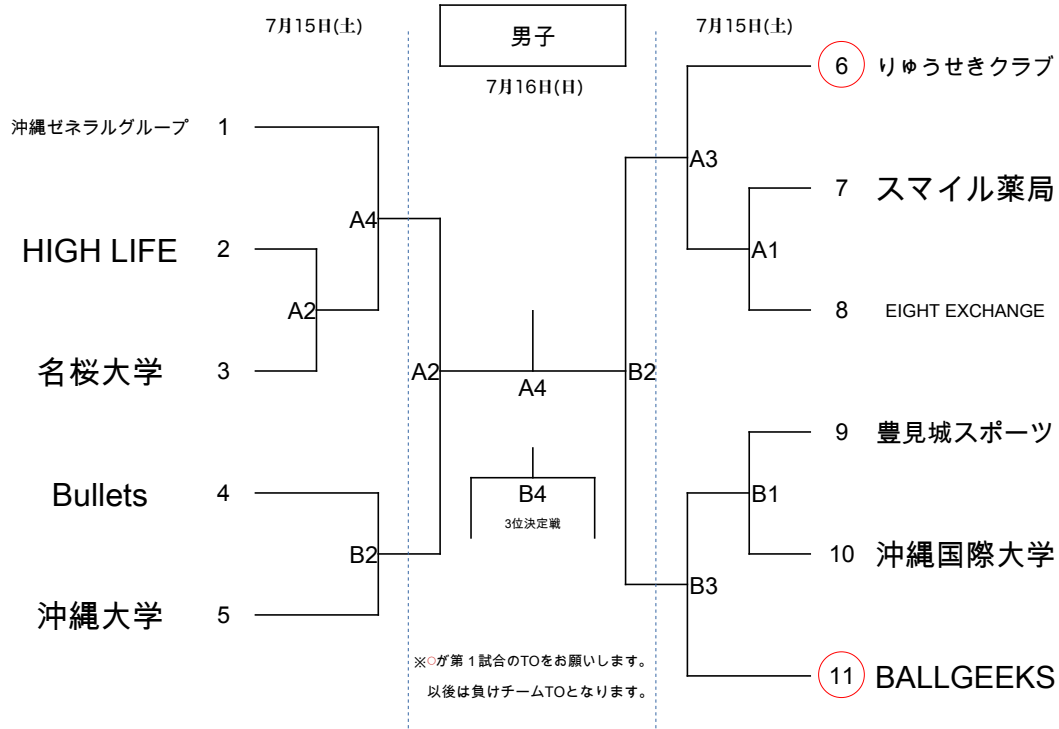 7月15日(土)
男子
7月15日(土)
7月16日(日)
沖縄ゼネラルグループ 1
HIGH LIFE 2
名桜大学 3
Bullets 4
沖縄大学 5
A4
A2
B2
A2
A4
B4
3位決定戦
B2
A3
A1
B1
B3
6 りゅうせきクラブ
7 スマイル薬局
8 EIGHT EXCHANGE
9 豊見城スポーツ
10 沖縄国際大学
11 BALLGEEKS
※○が第１試合のTOをお願いします。
以後は負けチームTOとなります。